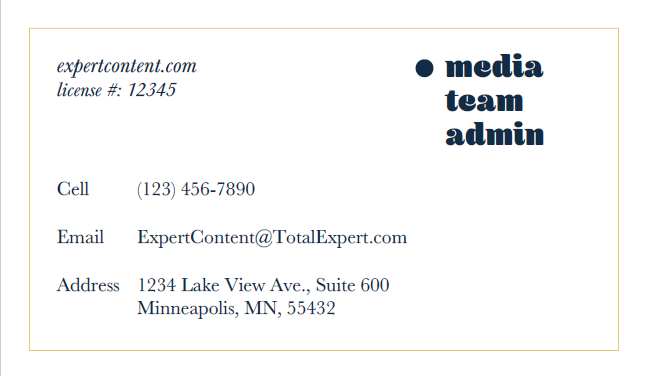 expertcontent.com
license #: 12345
● media
team
admin
Cell (123) 456-7890
Email ExpertContent@TotalExpert.com
Address 1234 Lake View Ave., Suite 600
Minneapolis, MN, 55432